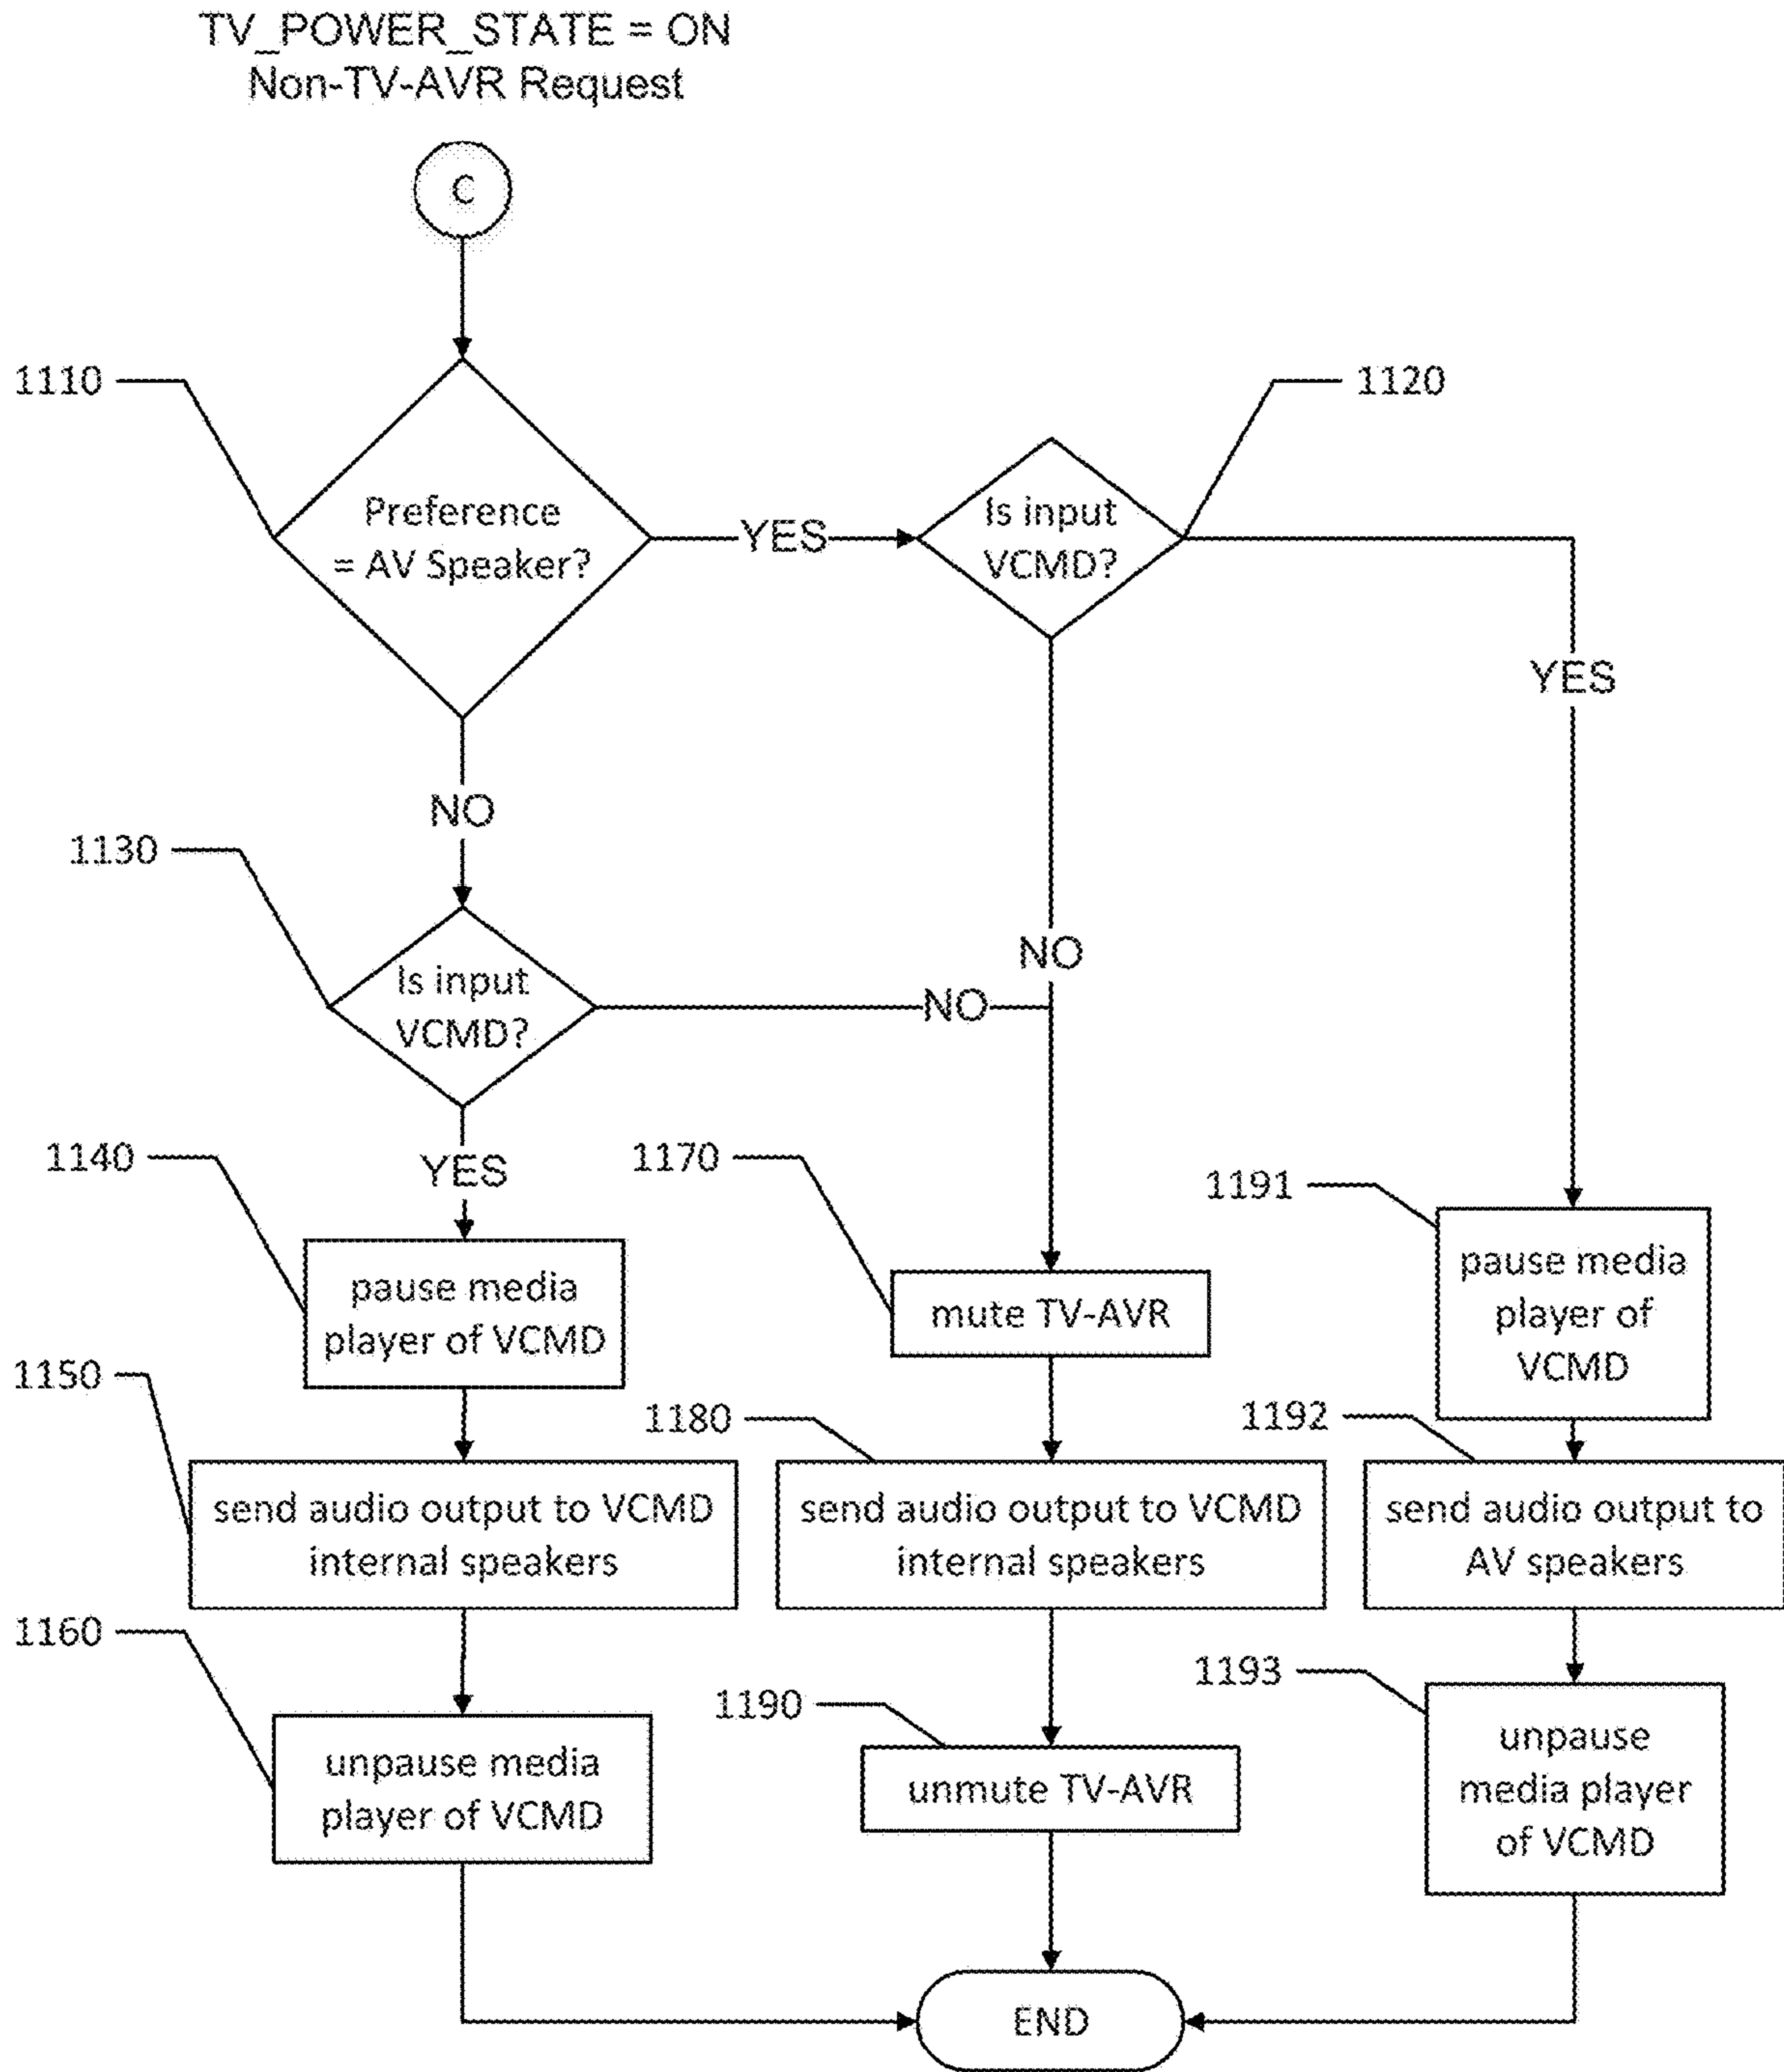 TV_POWER_STATE = ON
Non-TV-AVR Request
C
1110
1120
Preference
= AV Speaker?
YES
Is input
VCMD?
YES
NO
1130
NO
Is input
VCMD?
NO
1140
YES
1170
1191
pause media
player of VCMD
mute TV-AVR
pause media
player of
VCMD
1150
1180
1192
send audio output to VCMD
internal speakers
send audio output to VCMD
internal speakers
send audio output to
AV speakers
1160
1190
1193
unpause media
player of VCMD
unmute TV-AVR
unpause
media player
of VCMD
END